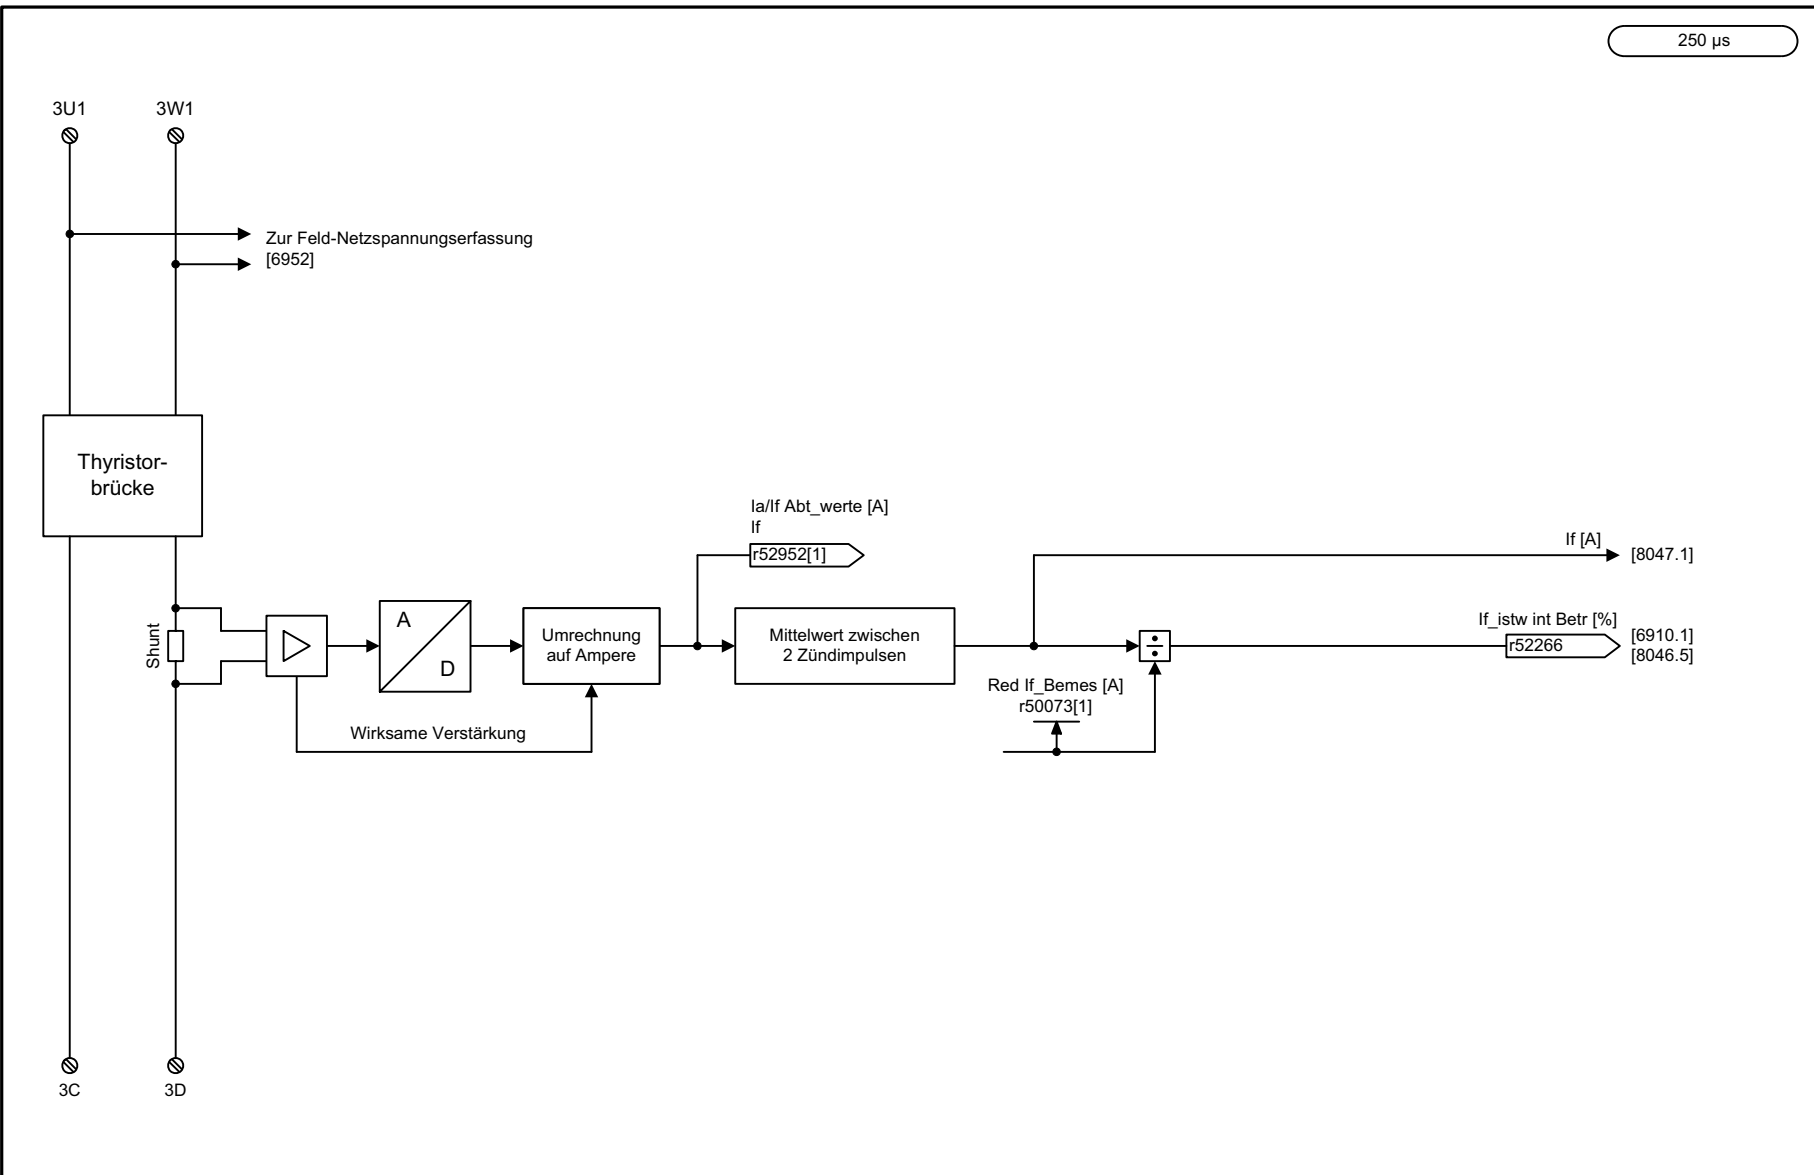 250 µs
3U1
3W1
Zur Feld-Netzspannungserfassung
[6952]
Thyristor-
brücke
Ia/If Abt_werte [A]
If
r52952[1]
If [A]
[8047.1]
Shunt
A
D
Umrechnung
auf Ampere
Mittelwert zwischen
2 Zündimpulsen
If_istw int Betr [%]
r52266
[6910.1]
[8046.5]
Red If_Bemes [A]
r50073[1]
Wirksame Verstärkung
3C
3D